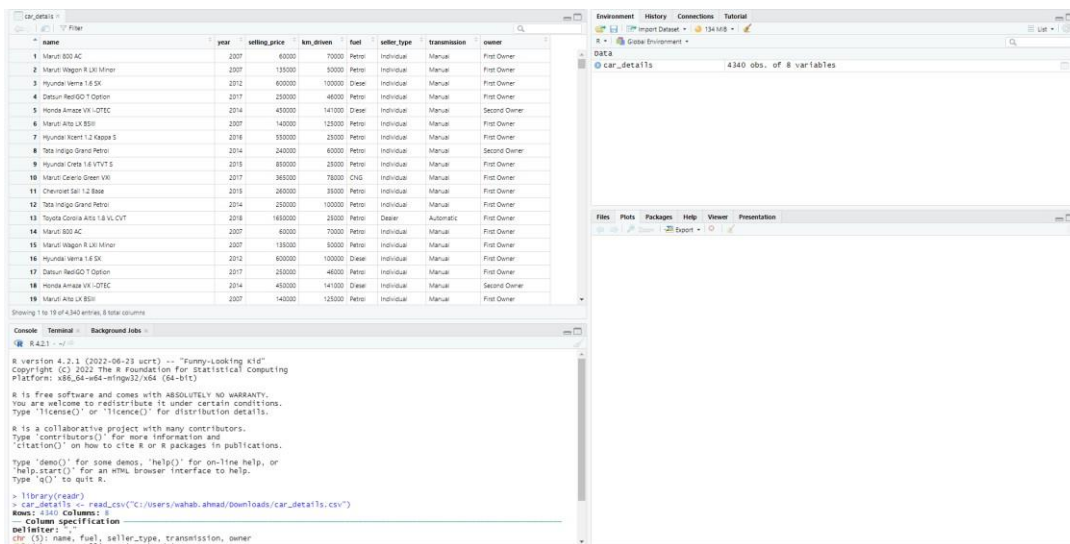 car_details
Filter
name year selling_price km_driven fuel seller_type transmission owner
1 Maruti 800 AC 2007 60000 70000 Petrol Individual Manual First Owner
2 Maruti Wagon R LXI Minor 2007 135000 50000 Petrol Individual Manual First Owner
3 Hyundai Verna 1.6 SX 2012 600000 100000 Diesel Individual Manual First Owner
4 Datsun RediGO T Option 2017 250000 46000 Petrol Individual Manual First Owner
5 Honda Amaze VX i-DTEC 2014 450000 141000 Diesel Individual Manual Second Owner
6 Maruti Alto LX BSIII 2007 140000 125000 Petrol Individual Manual First Owner
7 Hyundai Xcent 1.2 Kappa S 2016 550000 25000 Petrol Individual Manual First Owner
8 Tata Indigo Grand Petrol 2014 240000 60000 Petrol Individual Manual Second Owner
9 Hyundai Creta 1.6 VTVT S 2015 850000 25000 Petrol Individual Manual First Owner
10 Maruti Celerio Green VXI 2017 365000 78000 CNG Individual Manual First Owner
11 Chevrolet Sail 1.2 Base 2015 260000 35000 Petrol Individual Manual First Owner
12 Tata Indigo Grand Petrol 2014 250000 100000 Petrol Individual Manual First Owner
13 Toyota Corolla Altis 1.8 VL CVT 2018 1650000 25000 Petrol Dealer Automatic First Owner
14 Maruti 800 AC 2007 60000 70000 Petrol Individual Manual First Owner
15 Maruti Wagon R LXI Minor 2007 135000 50000 Petrol Individual Manual First Owner
16 Hyundai Verna 1.6 SX 2012 600000 100000 Diesel Individual Manual First Owner
17 Datsun RediGO T Option 2017 250000 46000 Petrol Individual Manual First Owner
18 Honda Amaze VX i-DTEC 2014 450000 141000 Diesel Individual Manual Second Owner
19 Maruti Alto LX BSIII 2007 140000 125000 Petrol Individual Manual First Owner
Showing 1 to 19 of 4,340 entries, 8 total columns
Console Terminal Background Jobs
R 4.2.1 · ~/
R version 4.2.1 (2022-06-23 ucrt) -- "Funny-Looking Kid"
Copyright (C) 2022 The R Foundation for Statistical Computing
Platform: x86_64-w64-mingw32/x64 (64-bit)
R is free software and comes with ABSOLUTELY NO WARRANTY.
You are welcome to redistribute it under certain conditions.
Type 'license()' or 'licence()' for distribution details.
R is a collaborative project with many contributors.
Type 'contributors()' for more information and
'citation()' on how to cite R or R packages in publications.
Type 'demo()' for some demos, 'help()' for on-line help, or
'help.start()' for an HTML browser interface to help.
Type 'q()' to quit R.
> library(readr)
> car_details <- read_csv("C:/Users/wahab.ahmad/Downloads/car_details.csv")
Rows: 4340 Columns: 8
── Column specification ──
Delimiter: ","
chr (5): name, fuel, seller_type, transmission, owner
Environment History Connections Tutorial
Import Dataset 134 MiB List
R Global Environment
Data
car_details 4340 obs. of 8 variables
Files Plots Packages Help Viewer Presentation
Zoom Export